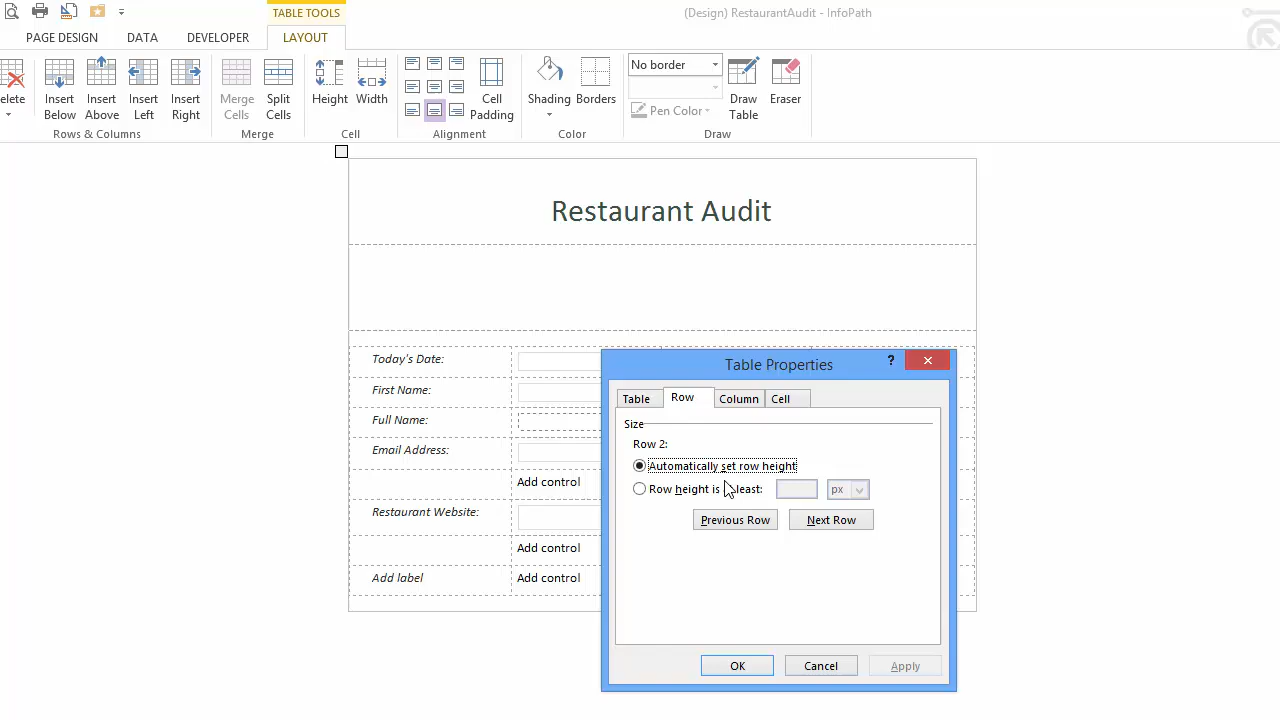 TABLE TOOLS
(Design) RestaurantAudit - InfoPath
PAGE DESIGN DATA DEVELOPER LAYOUT
elete
Insert Below
Insert Above
Insert Left
Insert Right
Merge Cells
Split Cells
Height
Width
Cell Padding
Shading
Borders
No border
Pen Color
Draw Table
Eraser
Rows & Columns
Merge
Cell
Alignment
Color
Draw
Restaurant Audit
Today's Date:
First Name:
Full Name:
Email Address:
Add control
Restaurant Website:
Add control
Add label
Add control
Table Properties
?
Table Row Column Cell
Size
Row 2:
Automatically set row height
Row height is least:
px
Previous Row Next Row
OK Cancel Apply